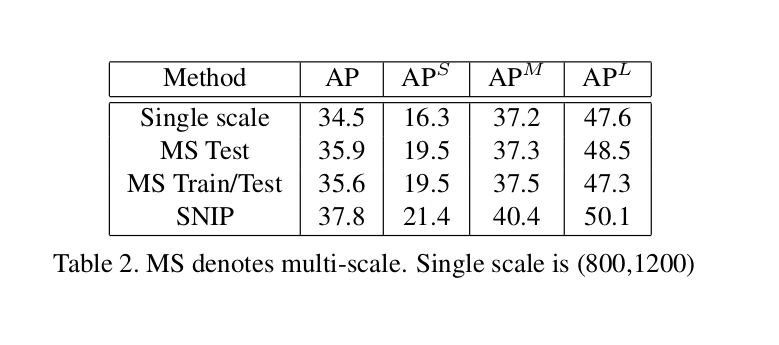 Method AP AP^S AP^M AP^L
Single scale 34.5 16.3 37.2 47.6
MS Test 35.9 19.5 37.3 48.5
MS Train/Test 35.6 19.5 37.5 47.3
SNIP 37.8 21.4 40.4 50.1
Table 2. MS denotes multi-scale. Single scale is (800,1200)